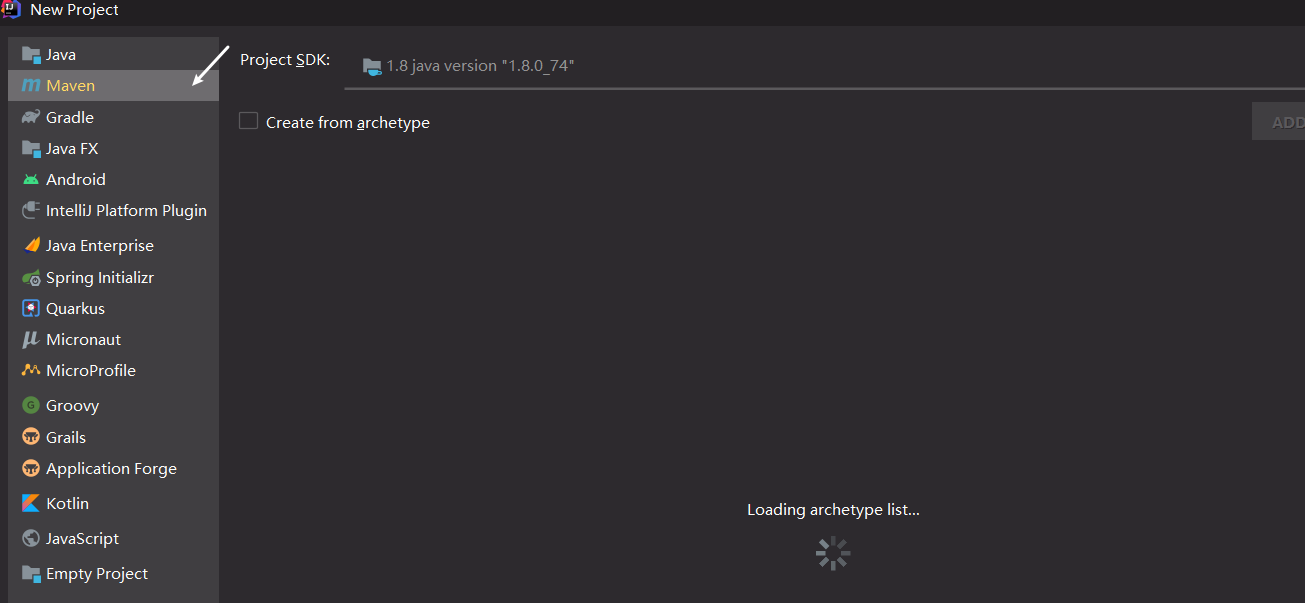 New Project
Java
Maven
Gradle
Java FX
Android
IntelliJ Platform Plugin
Java Enterprise
Spring Initializr
Quarkus
Micronaut
MicroProfile
Groovy
Grails
Application Forge
Kotlin
JavaScript
Empty Project
Project SDK:
1.8 java version "1.8.0_74"
Create from archetype
ADD
Loading archetype list...